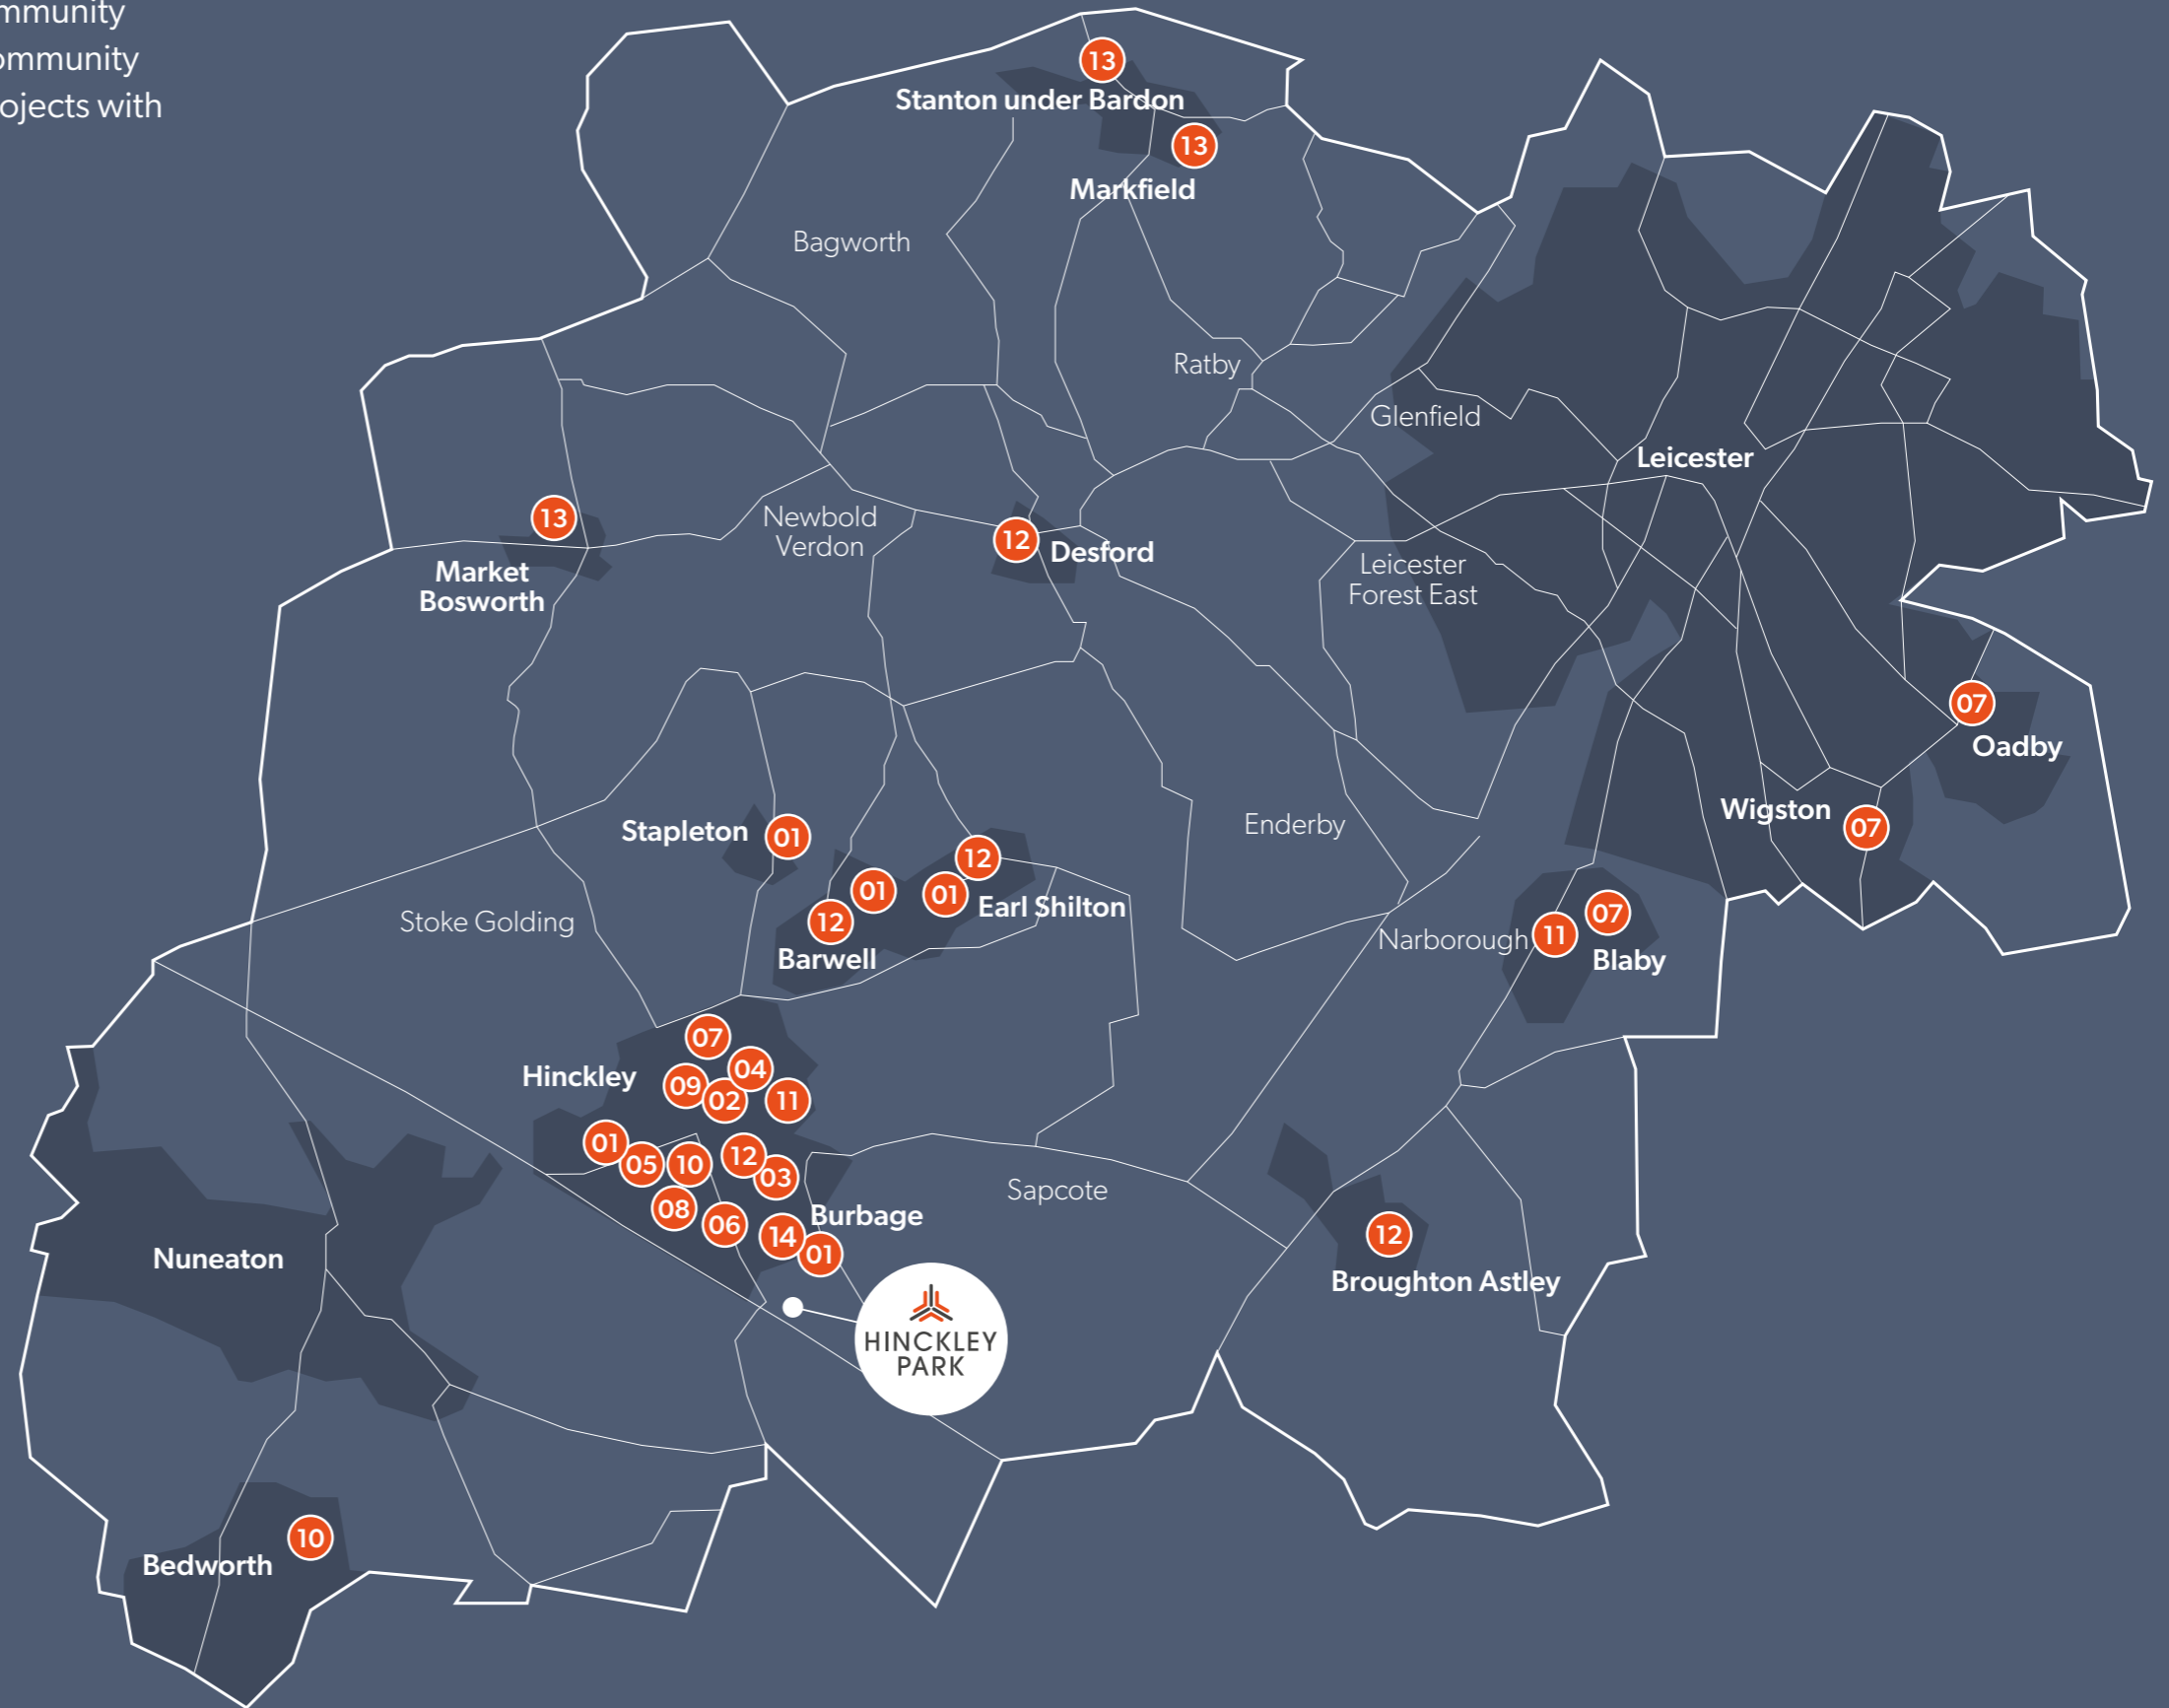 13
Stanton under Bardon
13
Markfield
Bagworth
Ratby
Glenfield
Leicester
13
Market
Bosworth
Newbold
Verdon
12
Desford
Leicester
Forest East
07
Oadby
Wigston
07
Enderby
Stapleton
01
12
01
01
Earl Shilton
12
Barwell
Stoke Golding
Narborough
11
07
Blaby
07
Hinckley
04
09
02
11
01
05
10
12
03
08
06
14
01
Burbage
Sapcote
12
Broughton Astley
Nuneaton
HINCKLEY
PARK
10
Bedworth
with